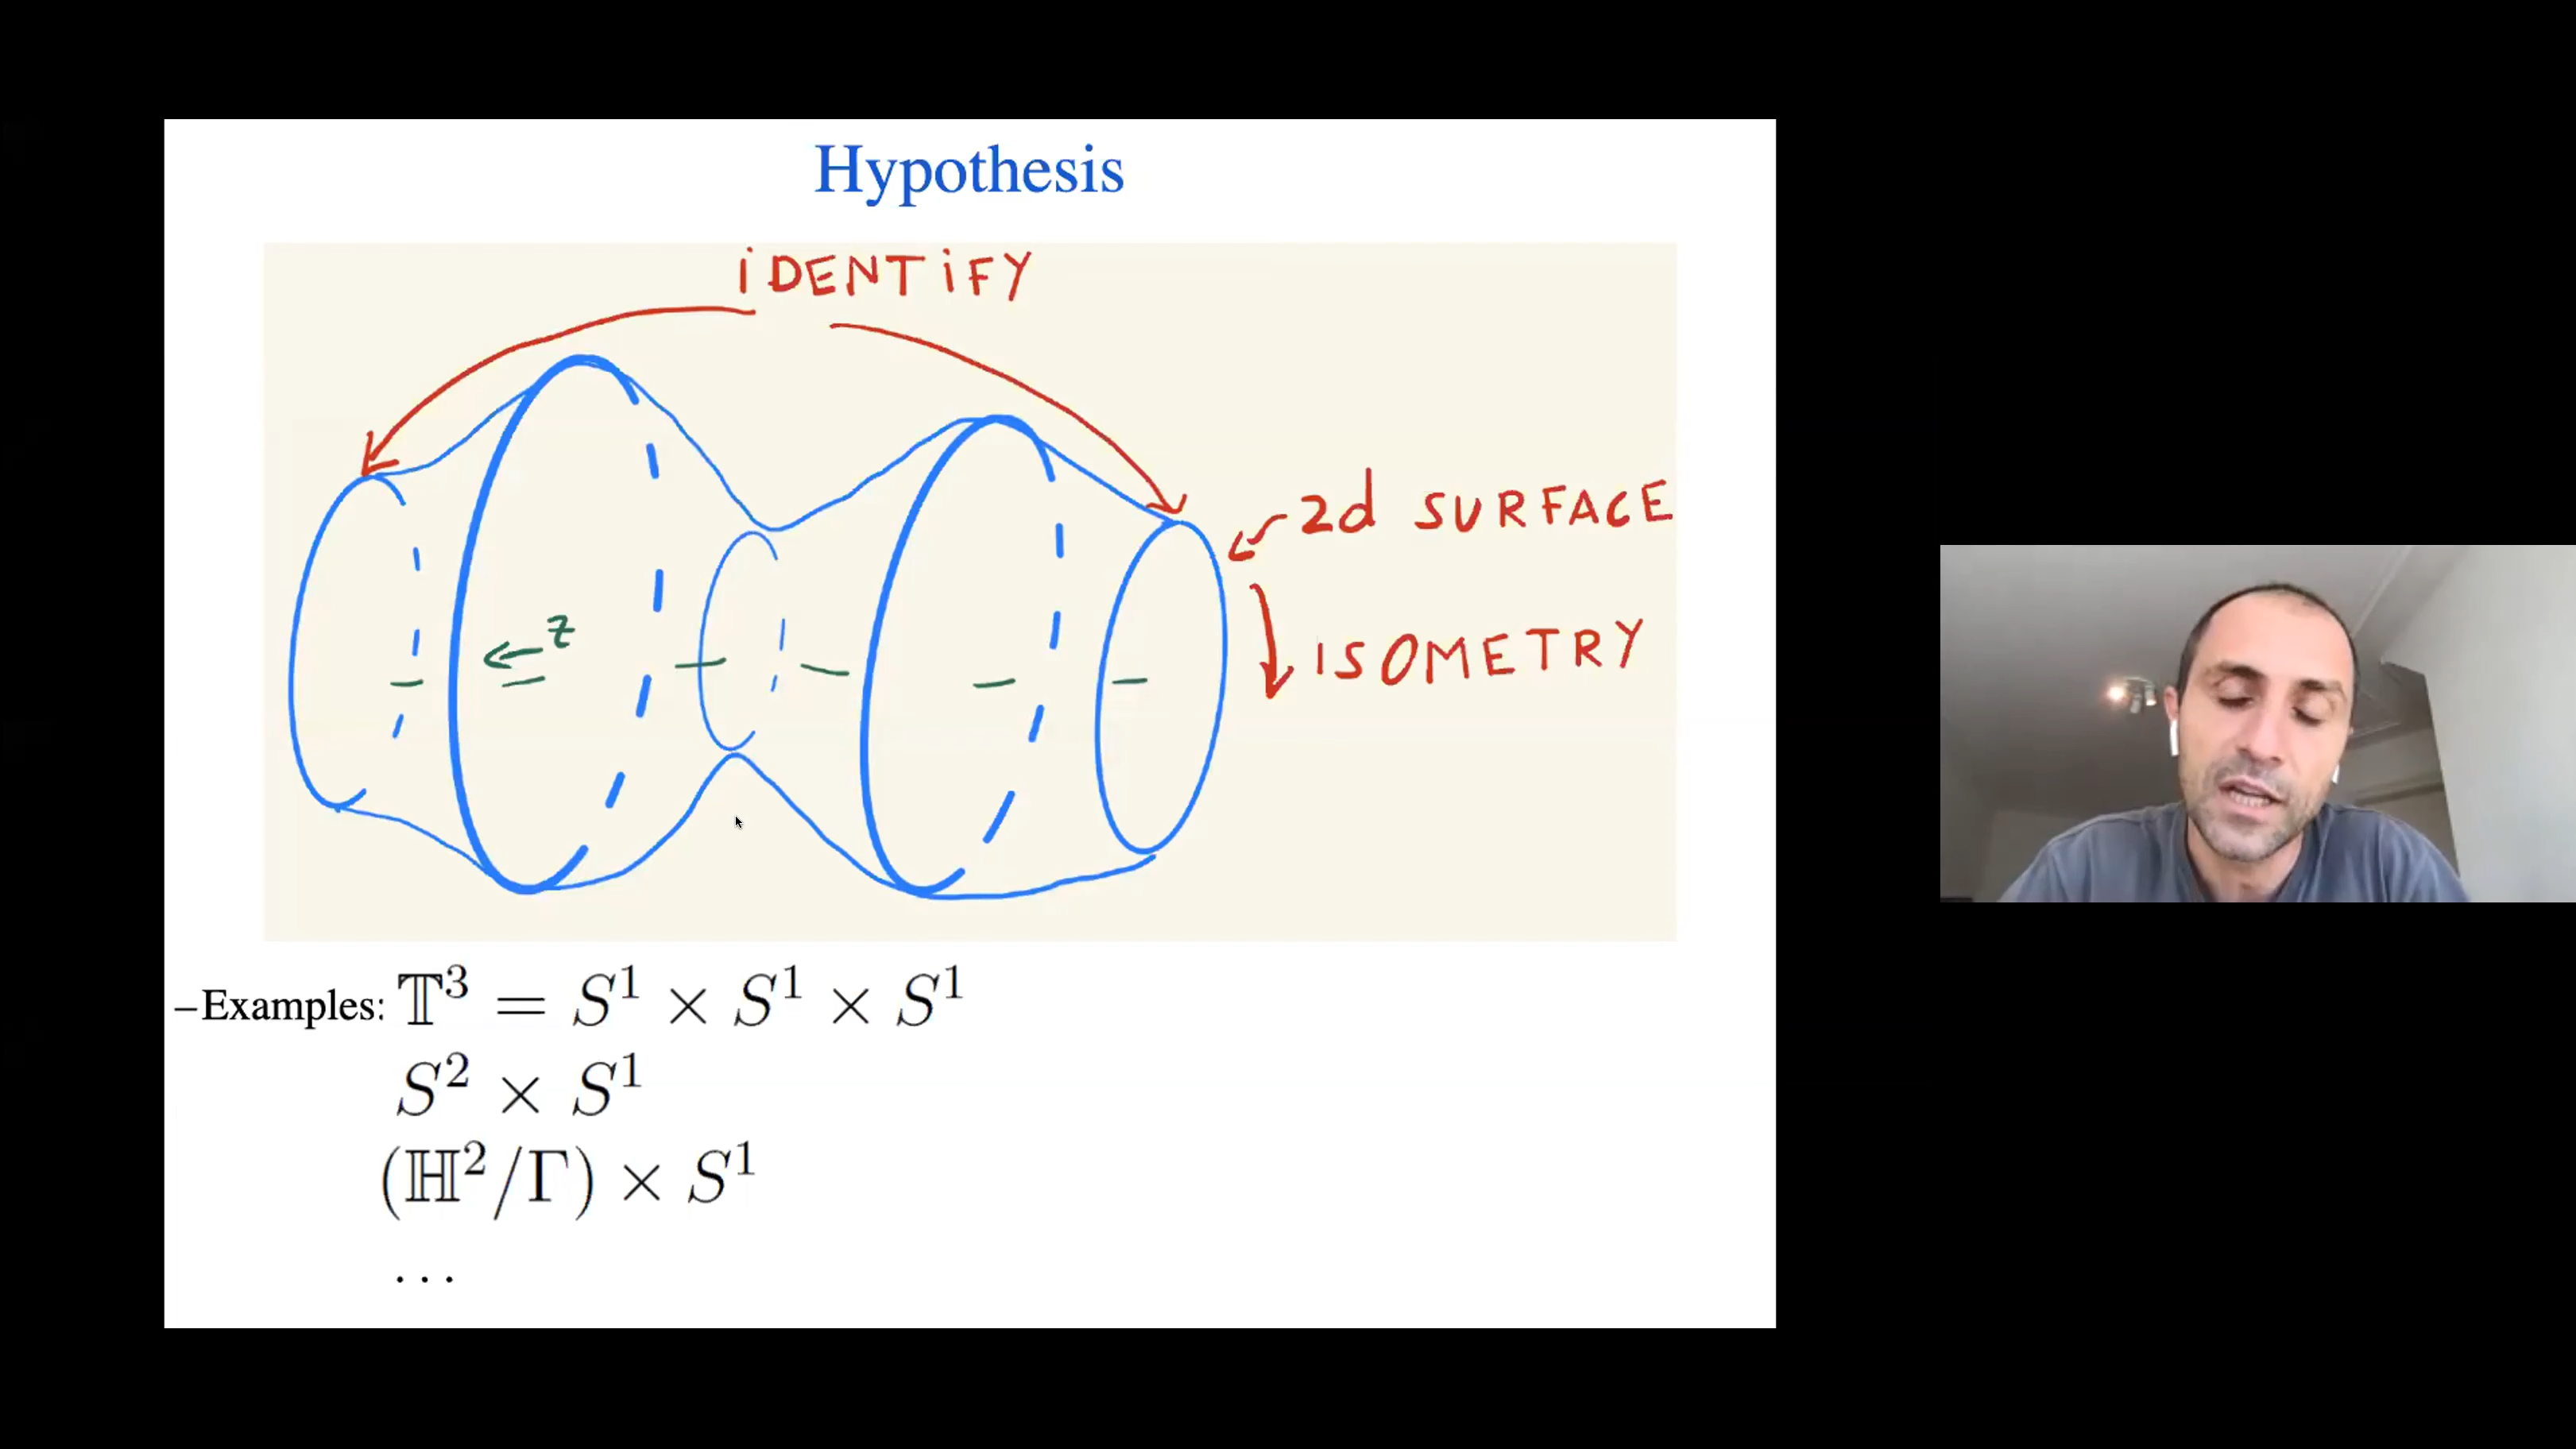 Hypothesis
iDENTiFY
2d SURFACE
ISOMETRY
z
–Examples: 𝕋³ = S¹ × S¹ × S¹
S² × S¹
(ℍ²/Γ) × S¹
...